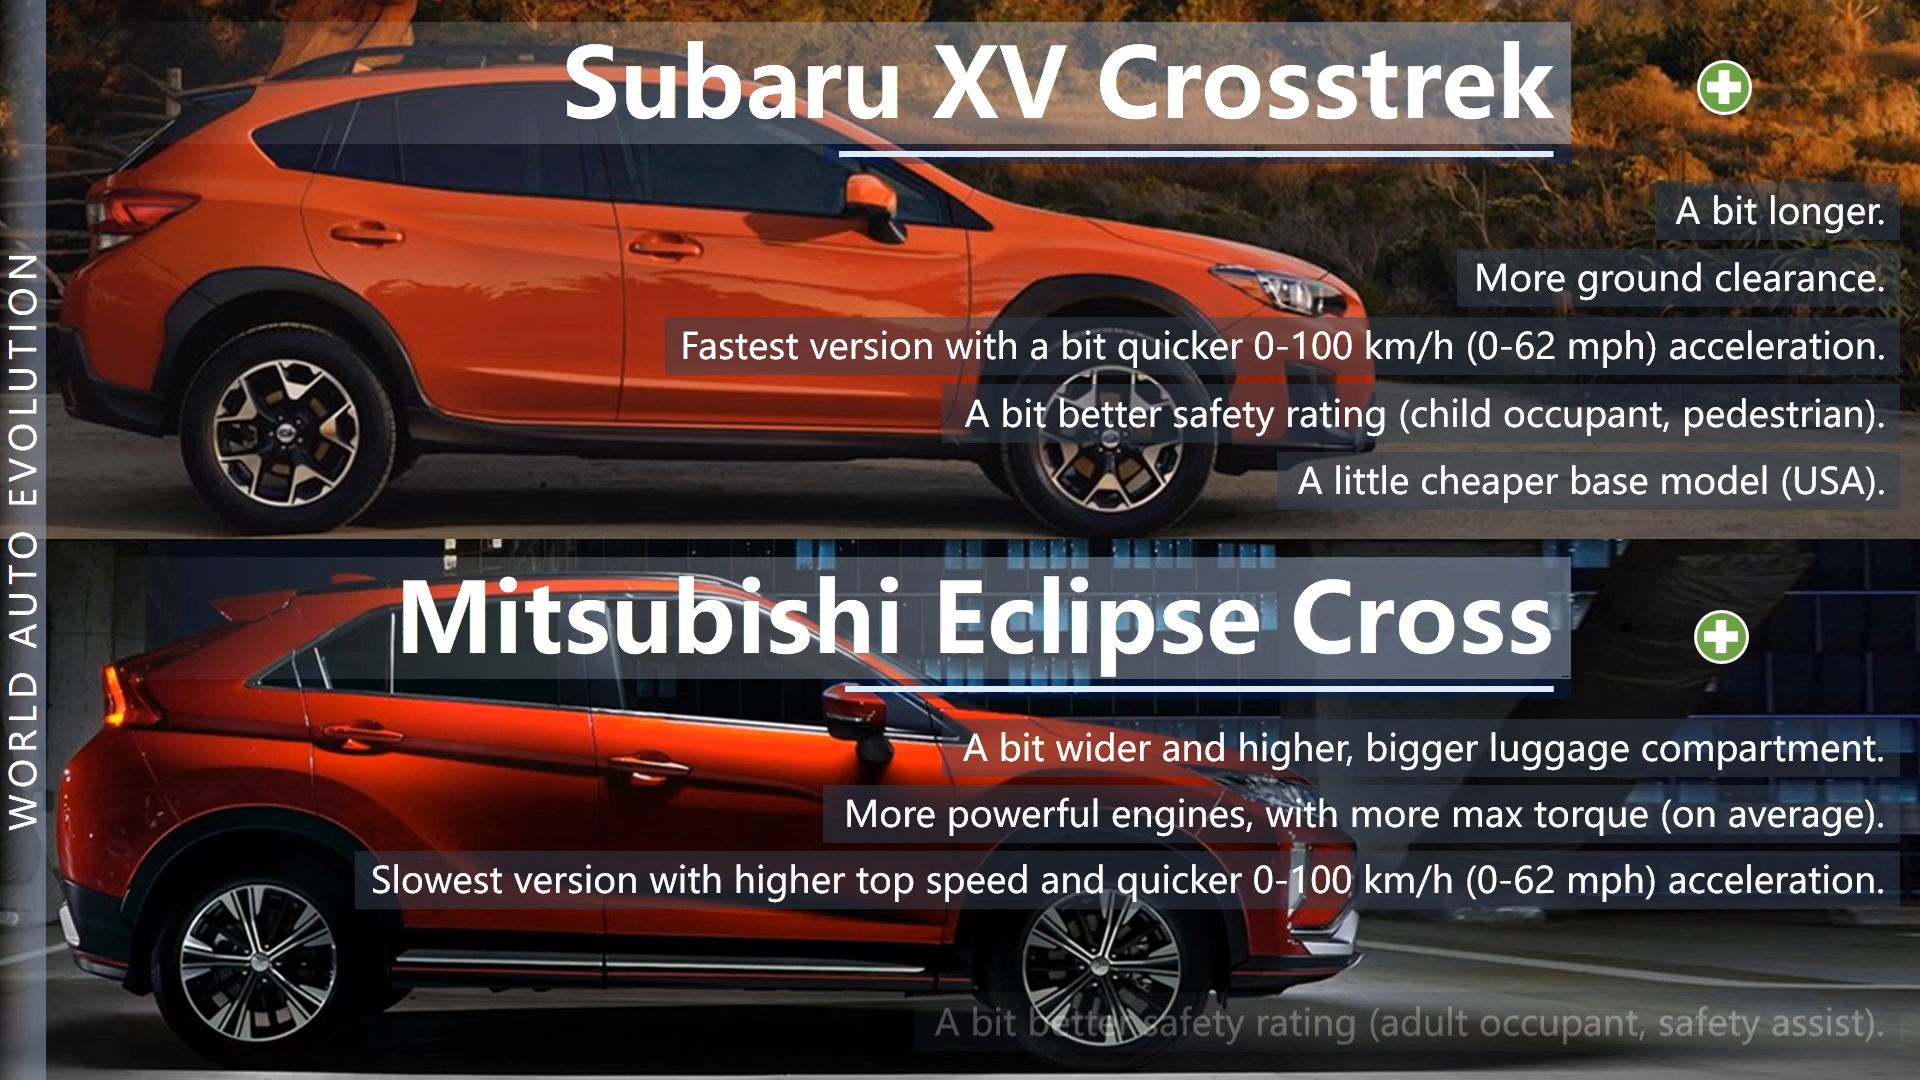 WORLD AUTO EVOLUTION
Subaru XV Crosstrek
A bit longer.
More ground clearance.
Fastest version with a bit quicker 0-100 km/h (0-62 mph) acceleration.
A bit better safety rating (child occupant, pedestrian).
A little cheaper base model (USA).
Mitsubishi Eclipse Cross
A bit wider and higher, bigger luggage compartment.
More powerful engines, with more max torque (on average).
Slowest version with higher top speed and quicker 0-100 km/h (0-62 mph) acceleration.
A bit better safety rating (adult occupant, safety assist).